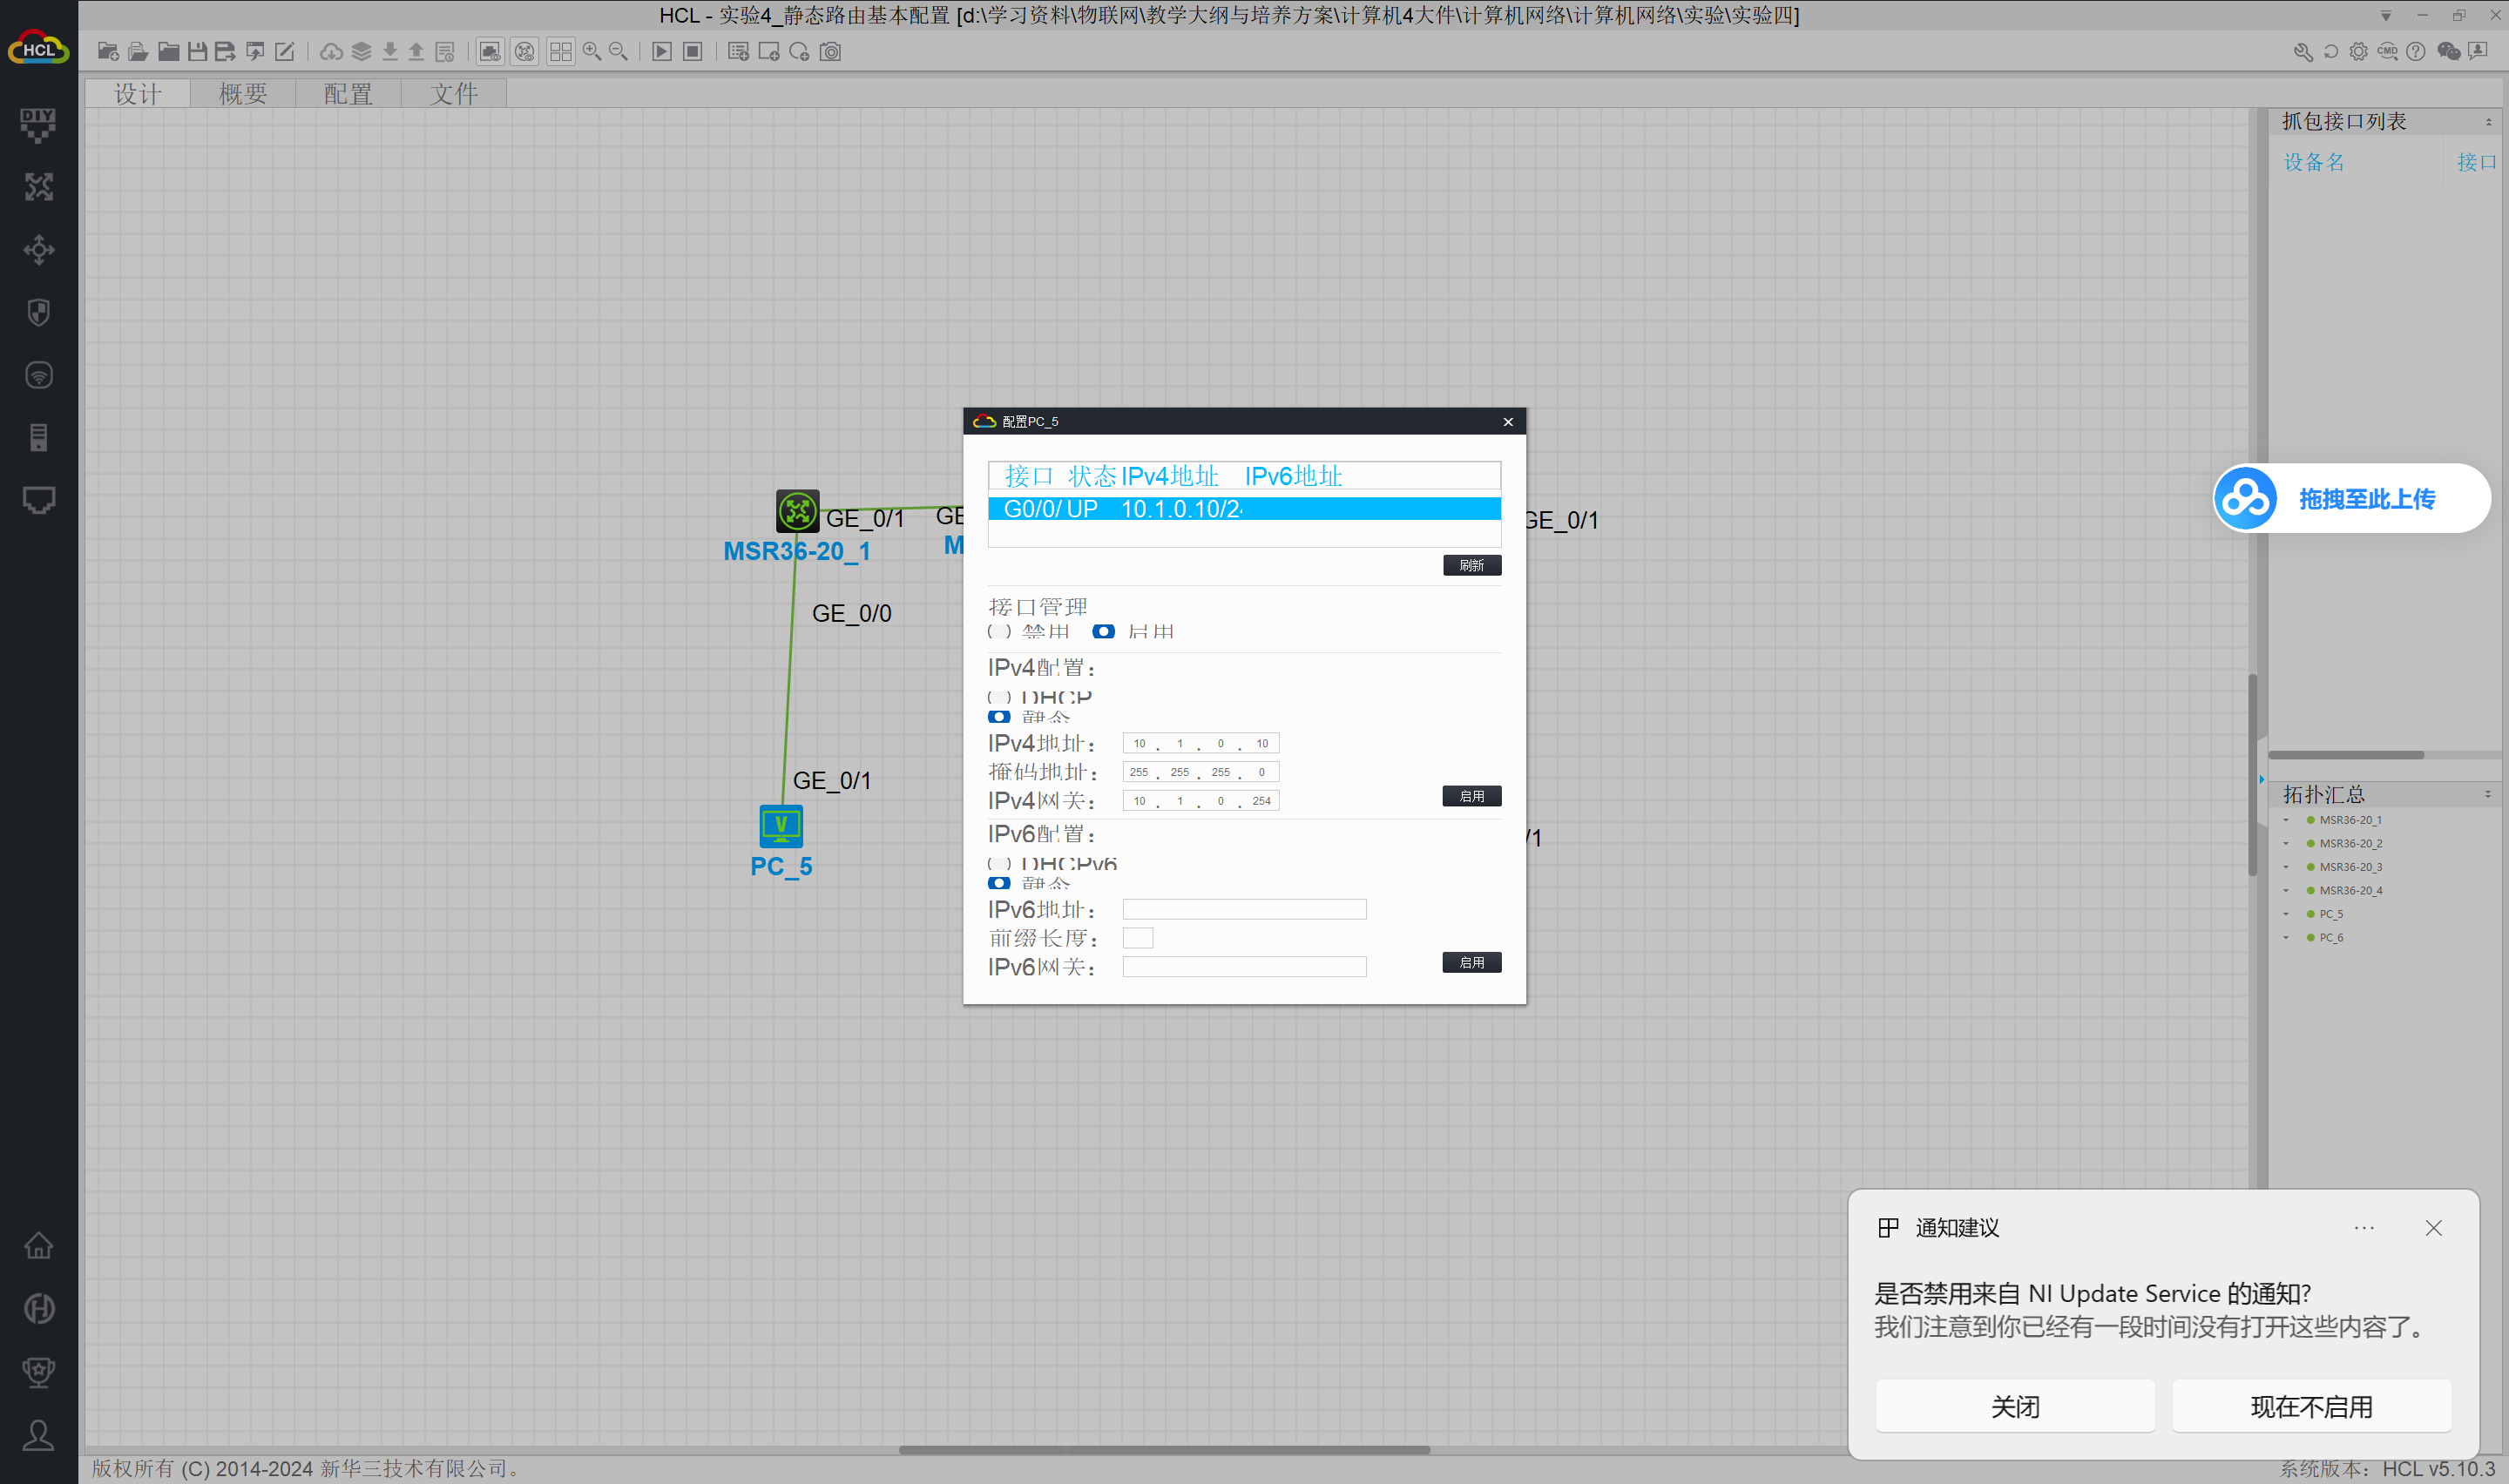 HCL - 实验4_静态路由基本配置 [d:\学习资料\物联网\教学大纲与培养方案\计算机4大件\计算机网络\计算机网络\实验\实验四]
HCL
CMD
设计 概要 配置 文件
DIY
抓包接口列表
设备名 接口
配置PC_5
接口 状态 IPv4地址 IPv6地址
G0/0/ UP 10.1.0.10/24
刷新
接口管理
禁用 启用
IPv4配置：
DHCP
静态
IPv4地址： 10 . 1 . 0 . 10
掩码地址： 255 . 255 . 255 . 0
IPv4网关： 10 . 1 . 0 . 254
启用
IPv6配置：
DHCPv6
静态
IPv6地址：
前缀长度：
IPv6网关：
启用
GE_0/1 GE
MSR36-20_1 M
GE_0/0
GE_0/1
PC_5
GE_0/1
/1
拖拽至此上传
拓扑汇总
MSR36-20_1
MSR36-20_2
MSR36-20_3
MSR36-20_4
PC_5
PC_6
通知建议
是否禁用来自 NI Update Service 的通知?
我们注意到你已经有一段时间没有打开这些内容了。
关闭 现在不启用
版权所有 (C) 2014-2024 新华三技术有限公司。
系统版本：HCL v5.10.3